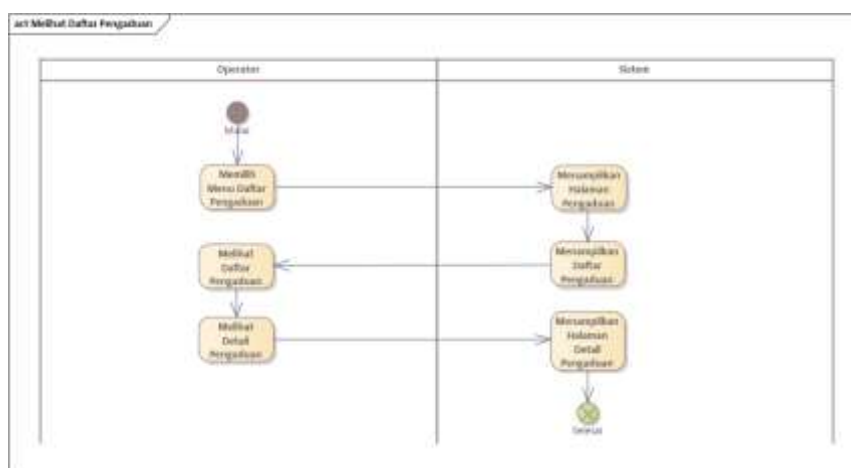 act Melihat Daftar Pengaduan
Operator
Sistem
Mulai
Memilih
Menu Daftar
Pengaduan
Menampilkan
Halaman
Pengaduan
Melihat
Daftar
Pengaduan
Menampilkan
Daftar
Pengaduan
Melihat
Detail
Pengaduan
Menampilkan
Halaman
Detail
Pengaduan
Selesai